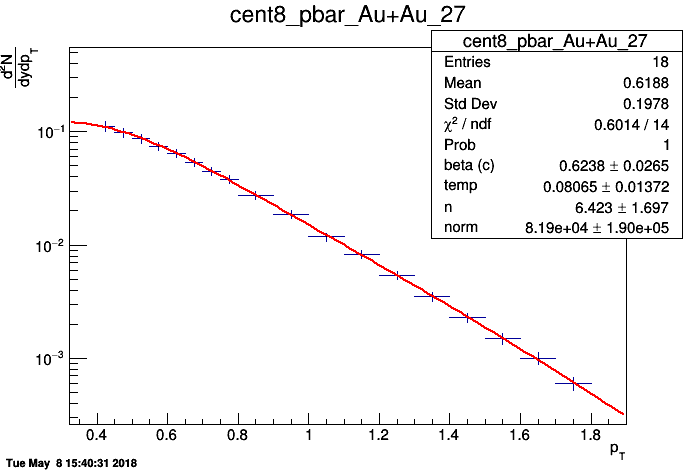 cent8_pbar_Au+Au_27
d²N
dydp_T
cent8_pbar_Au+Au_27
Entries 18
Mean 0.6188
Std Dev 0.1978
χ² / ndf 0.6014 / 14
Prob 1
beta (c) 0.6238 ± 0.0265
temp 0.08065 ± 0.01372
n 6.423 ± 1.697
norm 8.19e+04 ± 1.90e+05
10⁻¹
10⁻²
10⁻³
0.4 0.6 0.8 1 1.2 1.4 1.6 1.8
p_T
Tue May 8 15:40:31 2018